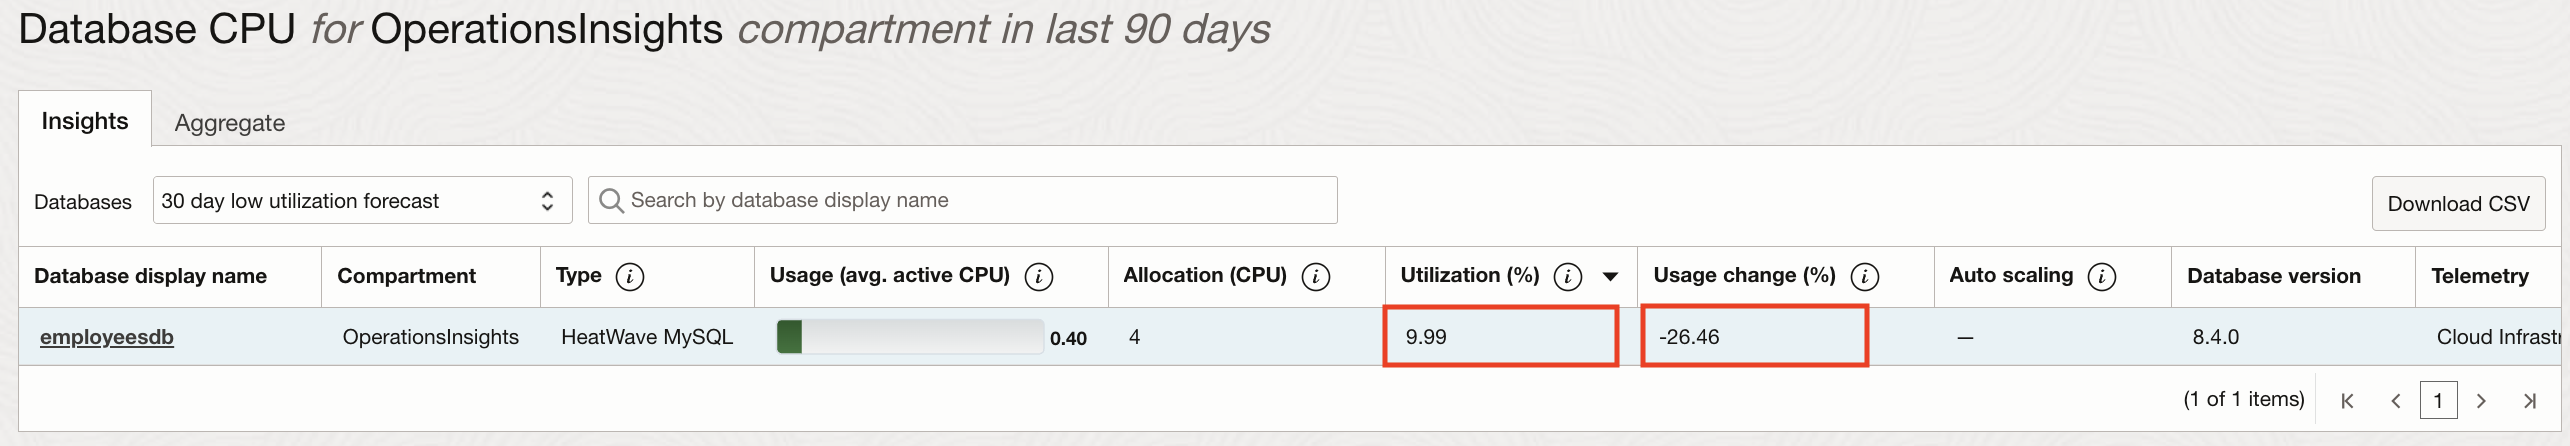 Database CPU for OperationsInsights compartment in last 90 days
Insights Aggregate
Databases 30 day low utilization forecast Search by database display name Download CSV
Database display name Compartment Type i Usage (avg. active CPU) i Allocation (CPU) i Utilization (%) i Usage change (%) i Auto scaling i Database version Telemetry
employeesdb OperationsInsights HeatWave MySQL 0.40 4 9.99 -26.46 — 8.4.0 Cloud Infrastr
(1 of 1 items) 1